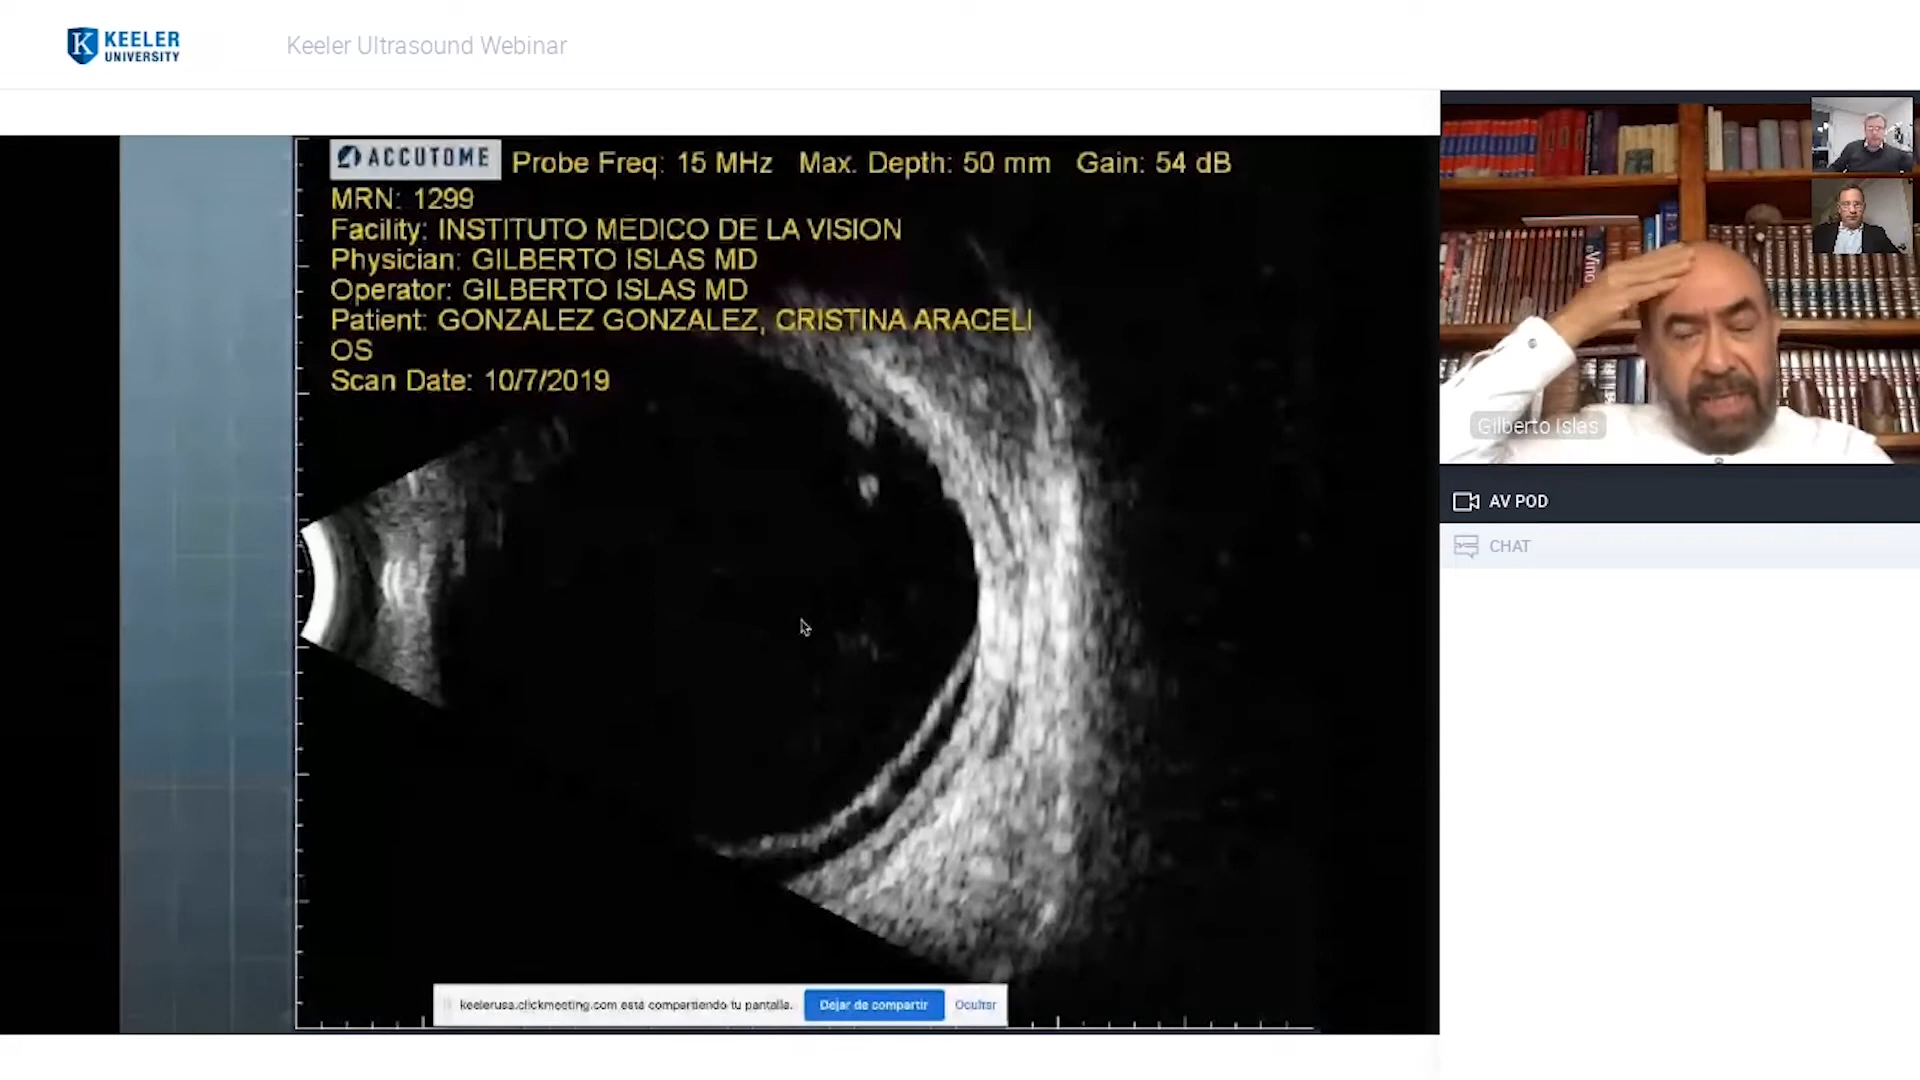 KEELER
UNIVERSITY
Keeler Ultrasound Webinar
ACCUTOME
Probe Freq: 15 MHz Max. Depth: 50 mm Gain: 54 dB
MRN: 1299
Facility: INSTITUTO MEDICO DE LA VISION
Physician: GILBERTO ISLAS MD
Operator: GILBERTO ISLAS MD
Patient: GONZALEZ GONZALEZ, CRISTINA ARACELI
OS
Scan Date: 10/7/2019
Vino
Gilberto Isles
AV POD
CHAT
keelerusa.clickmeeting.com está compartiendo tu pantalla.
Dejar de compartir
Ocultar